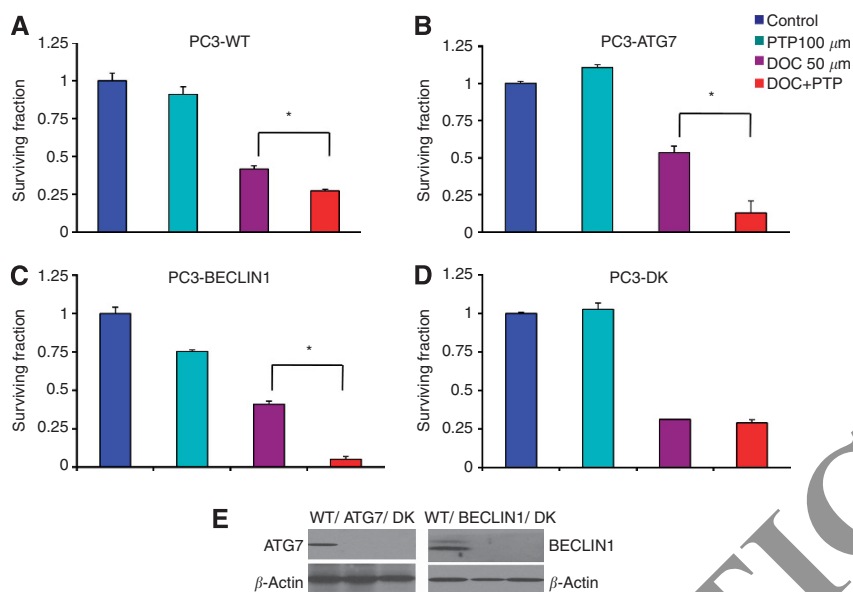 A
PC3-WT
1.25
1
0.75
0.5
0.25
0
Surviving fraction
*
B
PC3-ATG7
1.25
1
0.75
0.5
0.25
0
Surviving fraction
*
Control
PTP100 μm
DOC 50 μm
DOC+PTP
C
PC3-BECLIN1
1.25
1
0.75
0.5
0.25
0
Surviving fraction
*
D
PC3-DK
1.25
1
0.75
0.5
0.25
0
Surviving fraction
E
WT/ ATG7/ DK
WT/ BECLIN1/ DK
ATG7
BECLIN1
β-Actin
β-Actin
TIC